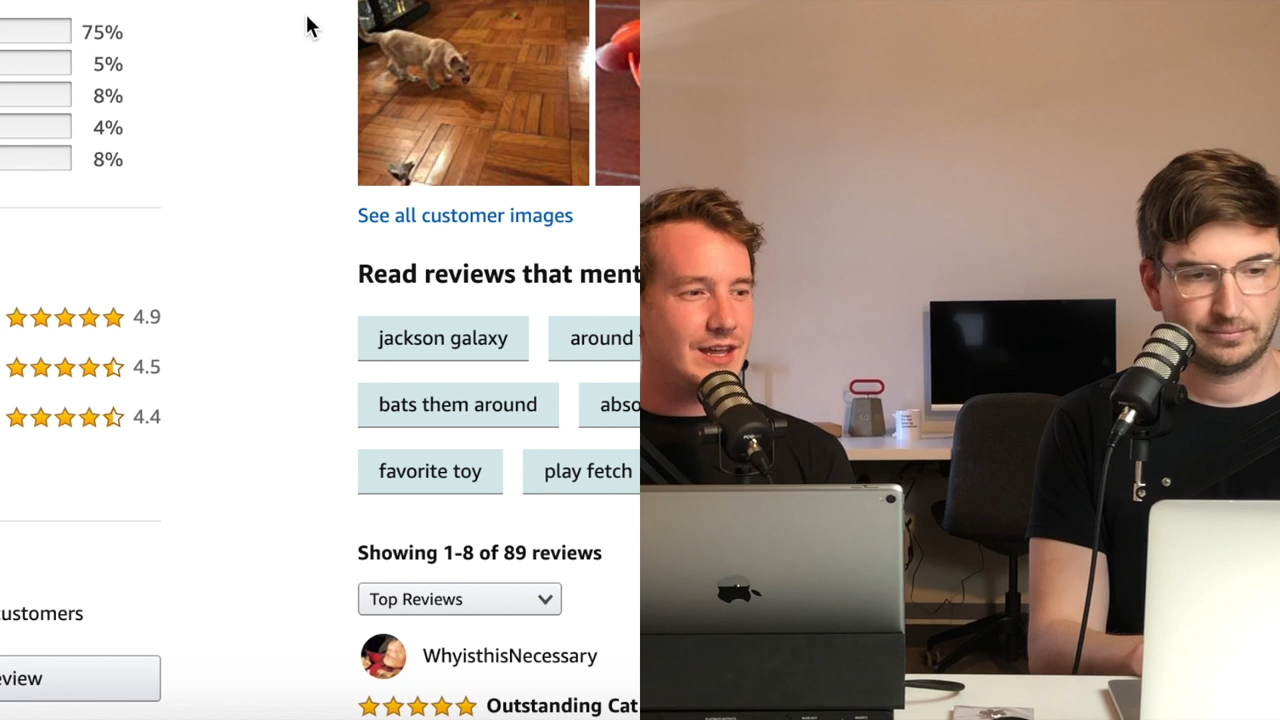 75%
5%
8%
4%
8%
See all customer images
Read reviews that ment
jackson galaxy
around
4.9
4.5
bats them around
abso
4.4
favorite toy
play fetch
Showing 1-8 of 89 reviews
Top Reviews
customers
WhyisthisNecessary
eview
Outstanding Cat